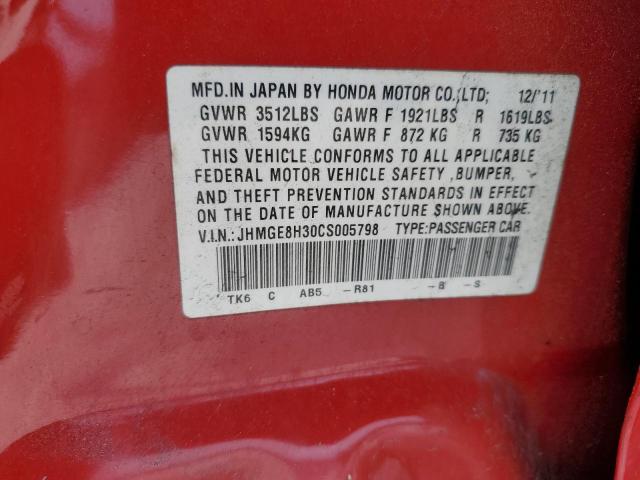 MFD.IN JAPAN BY HONDA MOTOR CO.,LTD; 12/'11
GVWR 3512LBS GAWR F 1921LBS R 1619LBS
GVWR 1594KG GAWR F 872 KG R 735 KG
THIS VEHICLE CONFORMS TO ALL APPLICABLE
FEDERAL MOTOR VEHICLE SAFETY ,BUMPER,
AND THEFT PREVENTION STANDARDS IN EFFECT
ON THE DATE OF MANUFACTURE SHOWN ABOVE.
V.I.N.:JHMGE8H30CS005798 TYPE:PASSENGER CAR
TK6 C AB5 -R81 -B -S